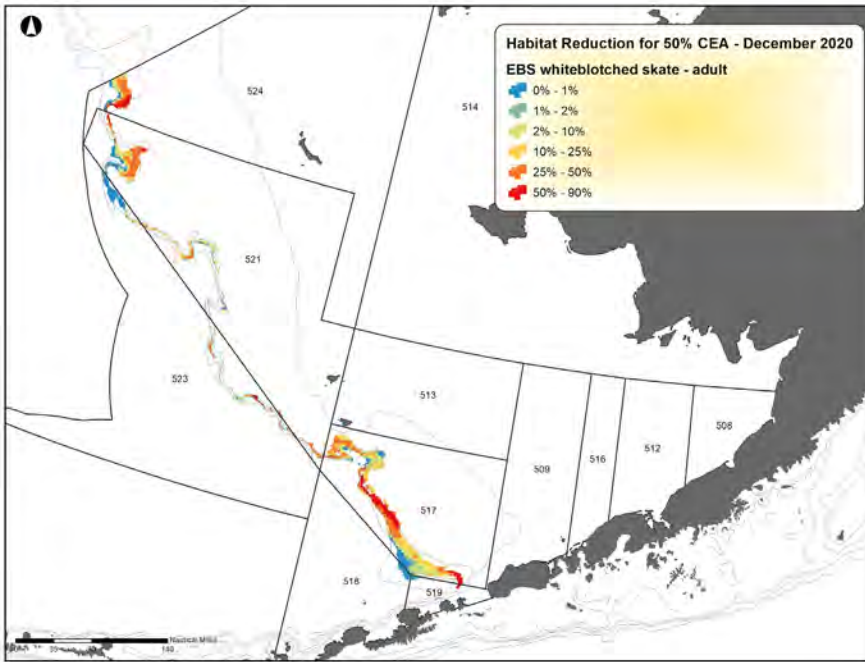 Habitat Reduction for 50% CEA - December 2020
EBS whiteblotched skate - adult
0% - 1%
1% - 2%
2% - 10%
10% - 25%
25% - 50%
50% - 90%
524
514
521
523
513
508
512
516
509
517
518
519
Nautical Miles
140